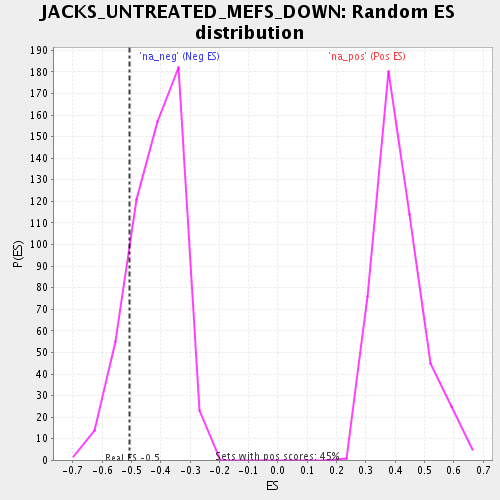 JACKS_UNTREATED_MEFS_DOWN: Random ES
distribution
'na_neg' (Neg ES)
'na_pos' (Pos ES)
190
180
170
160
150
140
130
120
110
100
90
80
70
60
50
40
30
20
10
0
P(ES)
Real ES -0.5
Sets with pos scores: 45%
-0.7 -0.6 -0.5 -0.4 -0.3 -0.2 -0.1 0.0 0.1 0.2 0.3 0.4 0.5 0.6 0.7
ES